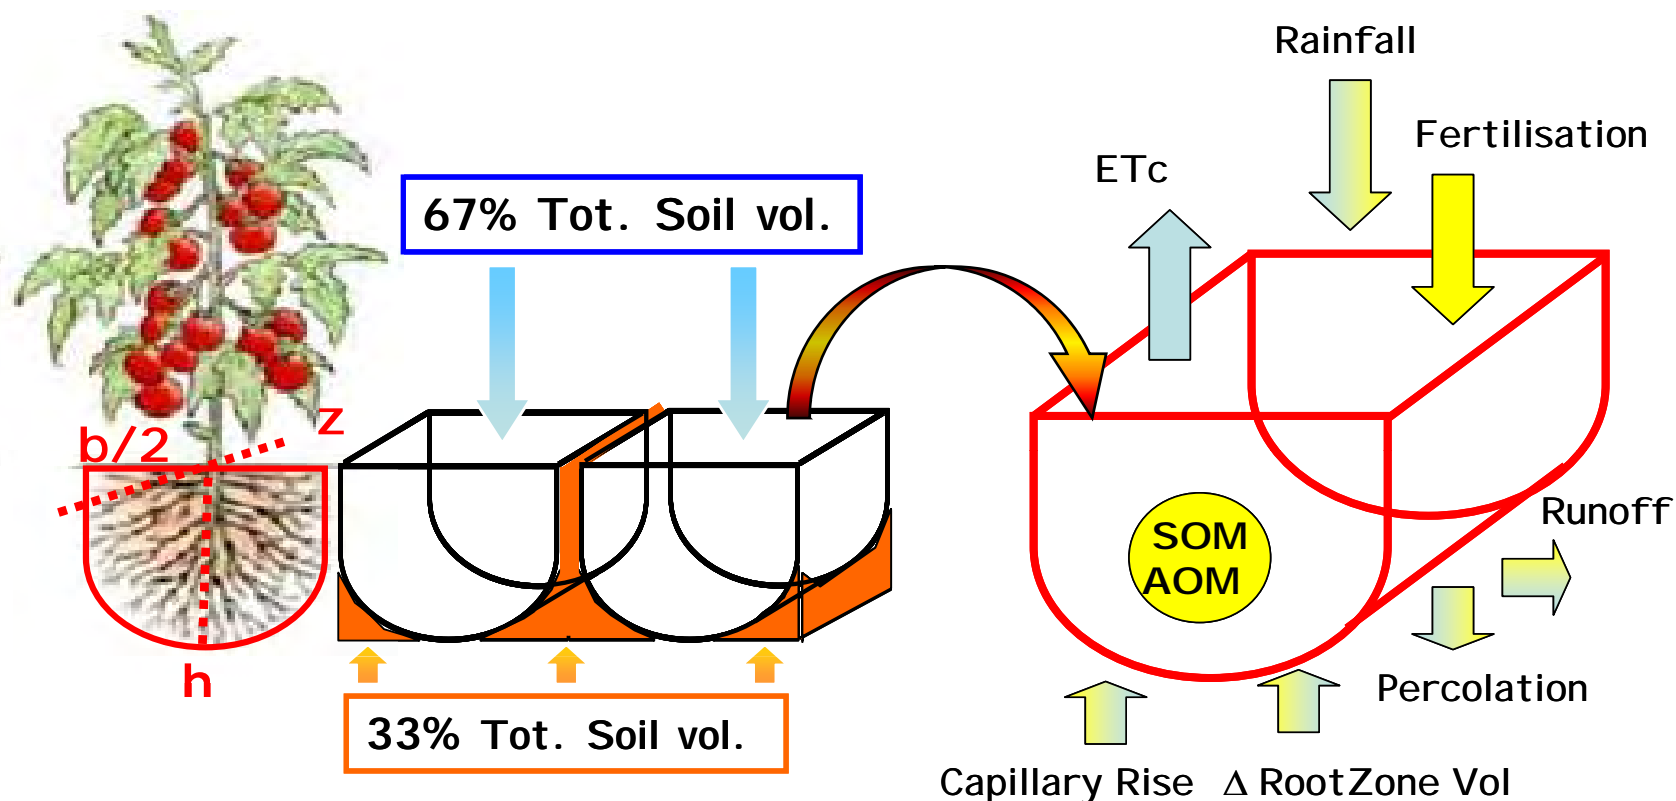 Rainfall
Fertilisation
ETc
67% Tot. Soil vol.
z
b/2
SOM
AOM
Runoff
h
Percolation
33% Tot. Soil vol.
Capillary Rise
Δ RootZone Vol